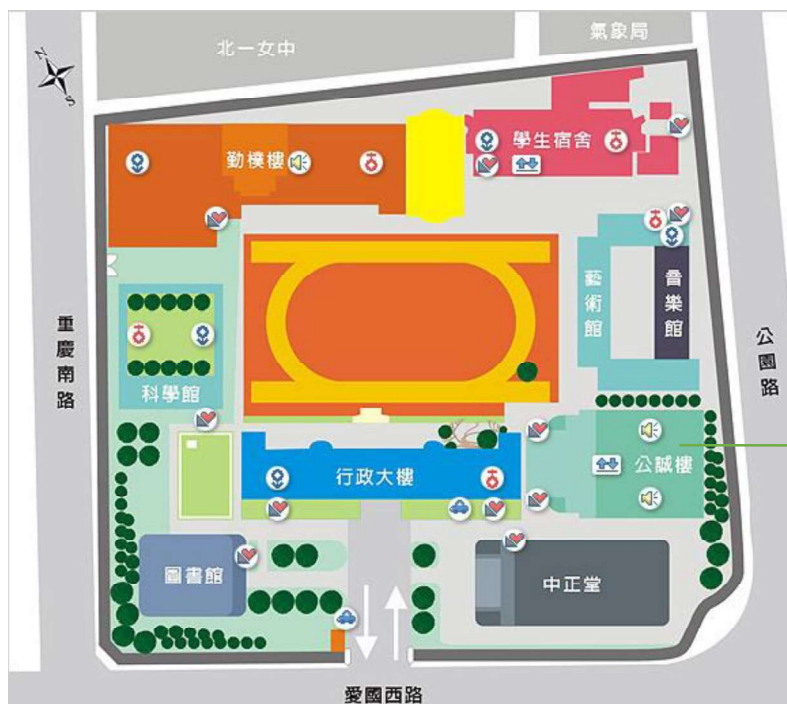 北一女中
氣象局
N
S
勤樸樓
學生宿舍
藝術館
音樂館
重慶南路
公園路
科學館
行政大樓
公誠樓
圖書館
中正堂
愛國西路